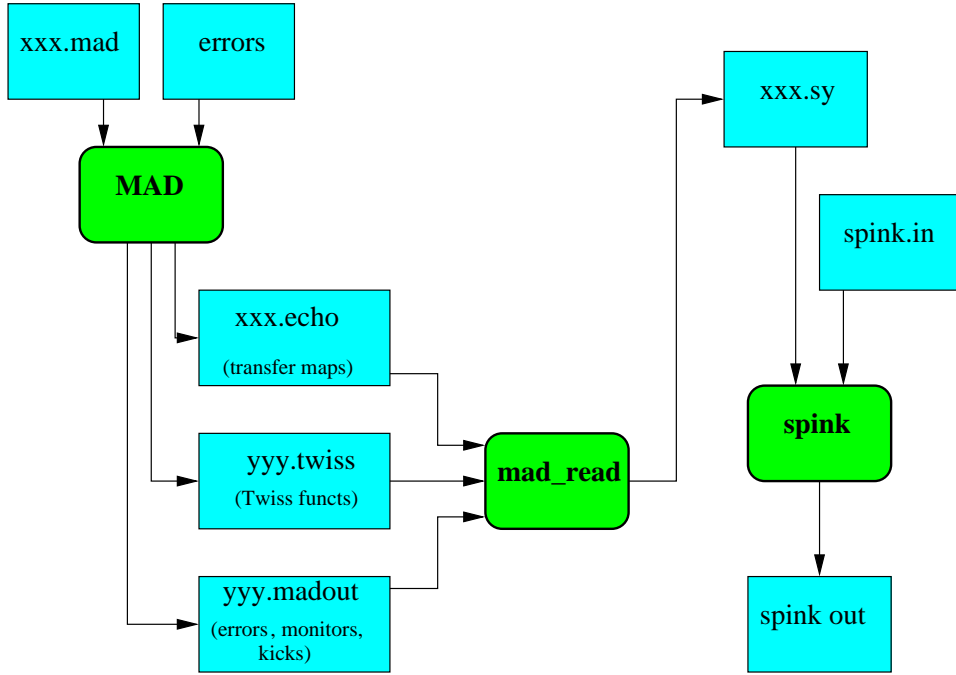 xxx.mad
errors
xxx.sy
MAD
spink.in
xxx.echo
(transfer maps)
yyy.twiss
(Twiss functs)
mad_read
spink
yyy.madout
(errors, monitors,
kicks)
spink out